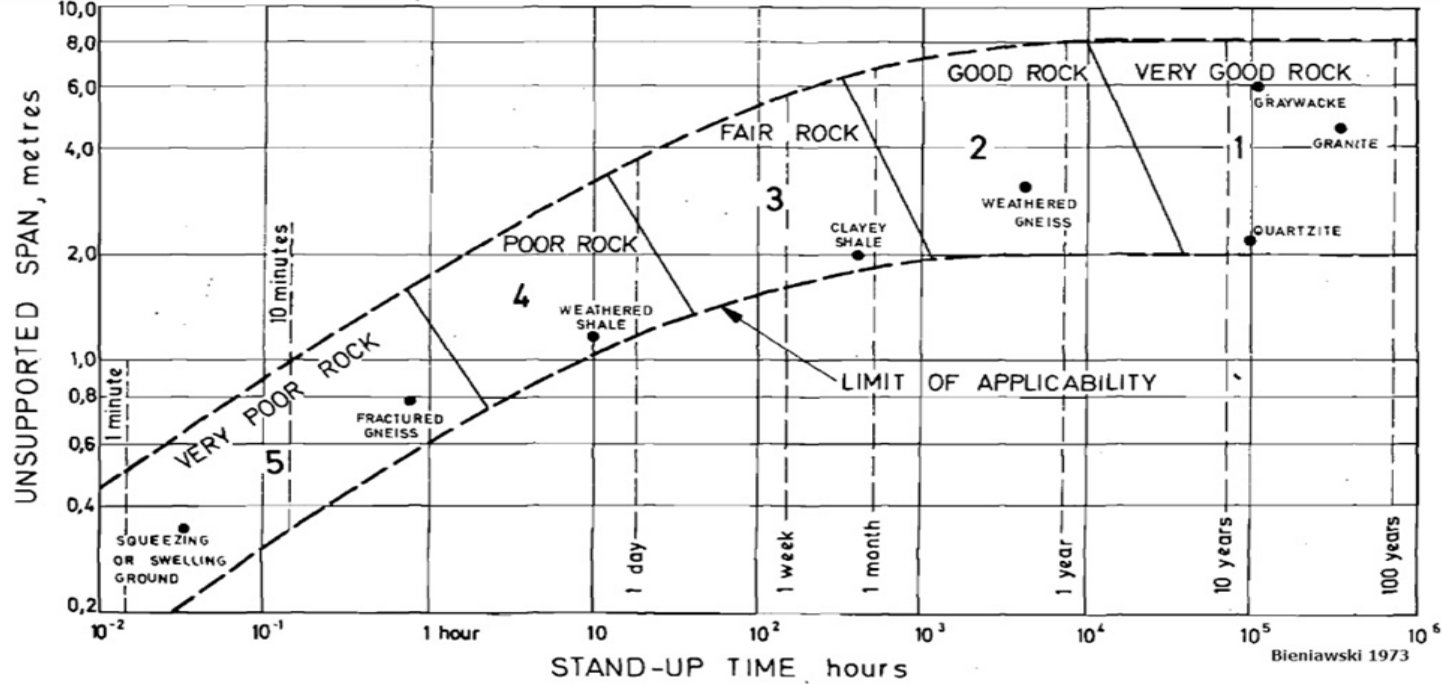 UNSUPPORTED SPAN, metres
10,0
8,0
6,0
4,0
2,0
1,0
0,8
0,6
0,4
0,2
GOOD ROCK
VERY GOOD ROCK
GRAYWACKE
FAIR ROCK
2
1
GRANITE
3
WEATHERED
GNEISS
CLAYEY
SHALE
QUARTZITE
POOR ROCK
4
WEATHERED
SHALE
10 minutes
1 minute
VERY POOR ROCK
LIMIT OF APPLICABILITY
FRACTURED
GNEISS
5
SQUEEZING
OR SWELLING
GROUND
1 day
1 week
1 month
1 year
10 years
100 years
10⁻²
10⁻¹
1 hour
10
10²
10³
10⁴
10⁵
10⁶
STAND-UP TIME, hours
Bieniawski 1973